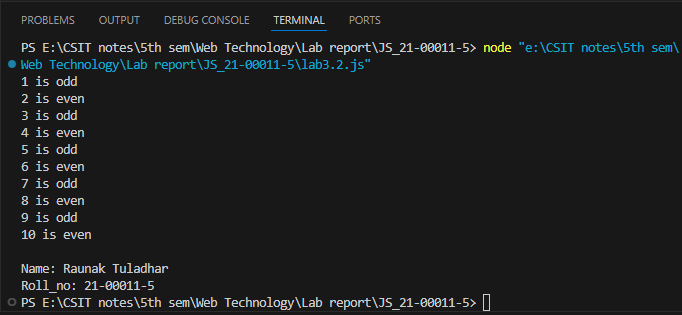 PROBLEMS OUTPUT DEBUG CONSOLE TERMINAL PORTS
PS E:\CSIT notes\5th sem\Web Technology\Lab report\JS_21-00011-5> node "e:\CSIT notes\5th sem\
Web Technology\Lab report\JS_21-00011-5\lab3.2.js"
1 is odd
2 is even
3 is odd
4 is even
5 is odd
6 is even
7 is odd
8 is even
9 is odd
10 is even
Name: Raunak Tuladhar
Roll_no: 21-00011-5
PS E:\CSIT notes\5th sem\Web Technology\Lab report\JS_21-00011-5>